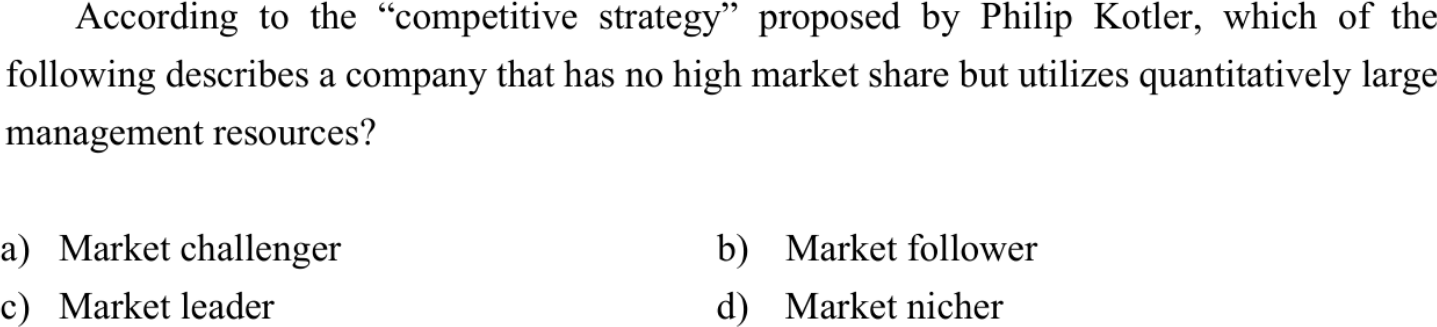 According to the “competitive strategy” proposed by Philip Kotler, which of the
following describes a company that has no high market share but utilizes quantitatively large
management resources?
a) Market challenger b) Market follower
c) Market leader d) Market nicher